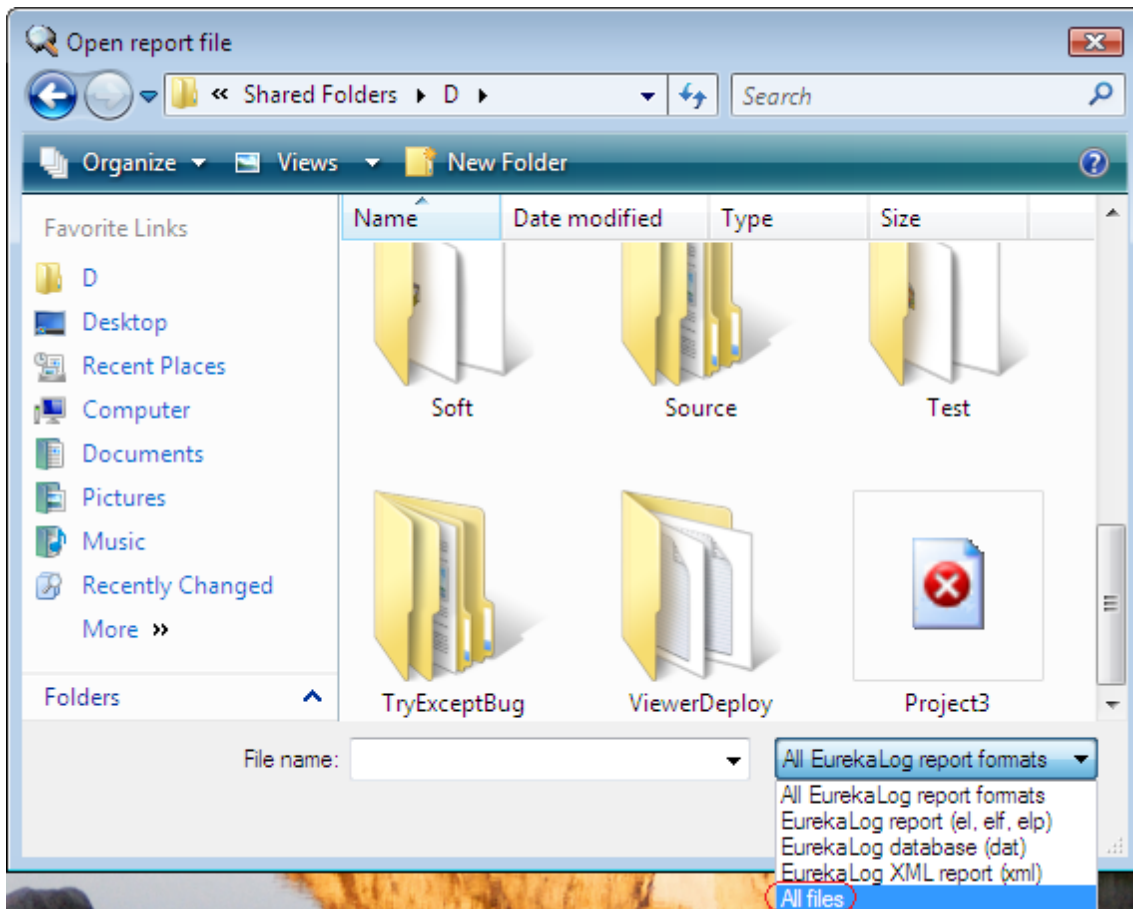 Open report file
« Shared Folders D Search
Organize Views New Folder
Favorite Links
Name Date modified Type Size
D
Desktop
Recent Places
Computer
Documents
Pictures
Music
Recently Changed
More »
Folders
Soft Source Test
TryExceptBug ViewerDeploy Project3
File name: All EurekaLog report formats
All EurekaLog report formats
EurekaLog report (el, elf, elp)
EurekaLog database (dat)
EurekaLog XML report (xml)
All files